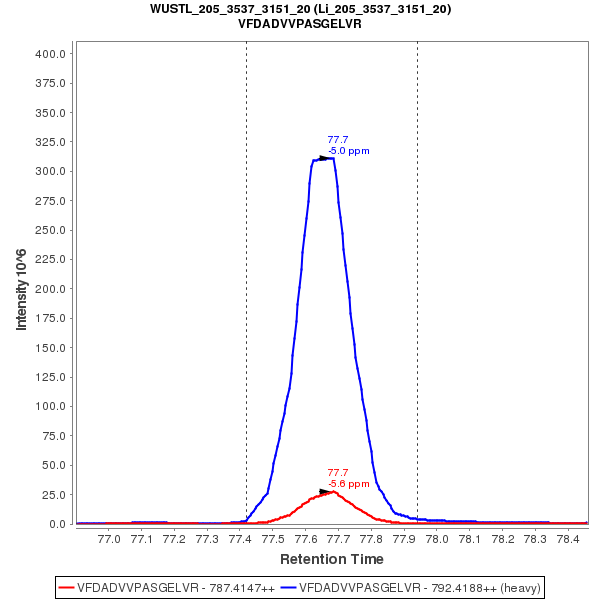 WUSTL_205_3537_3151_20 (Li_205_3537_3151_20)
VFDADVVPASGELVR
Intensity 10^6
400.0
375.0
350.0
325.0
300.0
275.0
250.0
225.0
200.0
175.0
150.0
125.0
100.0
75.0
50.0
25.0
0.0
77.7
-5.0 ppm
77.7
-5.6 ppm
77.0 77.1 77.2 77.3 77.4 77.5 77.6 77.7 77.8 77.9 78.0 78.1 78.2 78.3 78.4
Retention Time
VFDADVVPASGELVR - 787.4147++ VFDADVVPASGELVR - 792.4188++ (heavy)